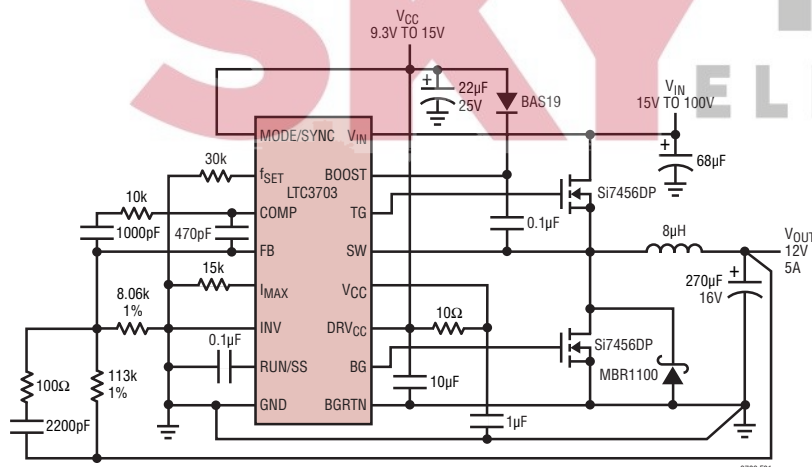 SKY
EL
VCC
9.3V TO 15V
22µF
25V
BAS19
VIN
15V TO 100V
68µF
MODE/SYNC VIN
30k
fSET
BOOST
LTC3703
10k
COMP
TG
Si7456DP
1000pF
470pF
0.1µF
FB
SW
8µH
VOUT
12V
5A
15k
IMAX
VCC
270µF
16V
8.06k
1%
10Ω
INV
DRVCC
0.1µF
Si7456DP
RUN/SS
BG
MBR1100
100Ω
113k
1%
10µF
GND
BGRTN
2200pF
1µF